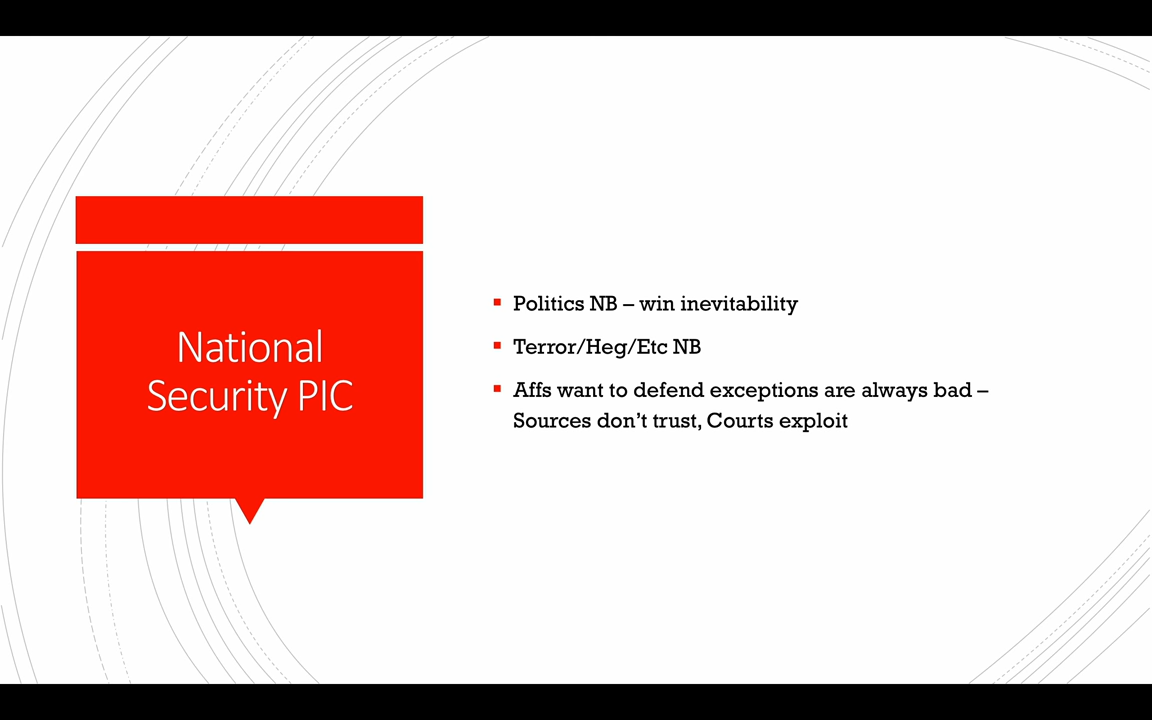 National
Security PIC
Politics NB – win inevitability
Terror/Heg/Etc NB
Affs want to defend exceptions are always bad –
Sources don't trust, Courts exploit